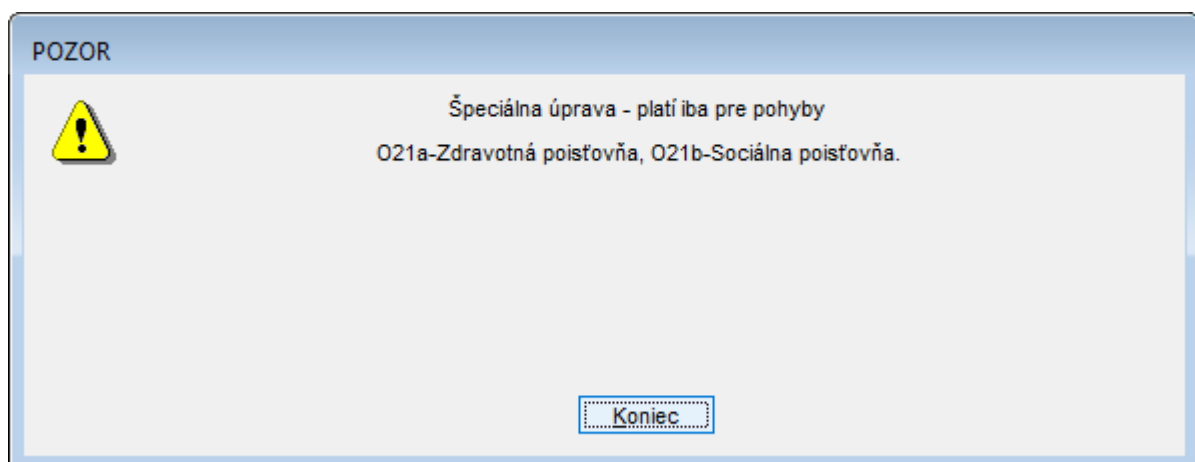 POZOR
Špeciálna úprava - platí iba pre pohyby
O21a-Zdravotná poisťovňa, O21b-Sociálna poisťovňa.
Koniec